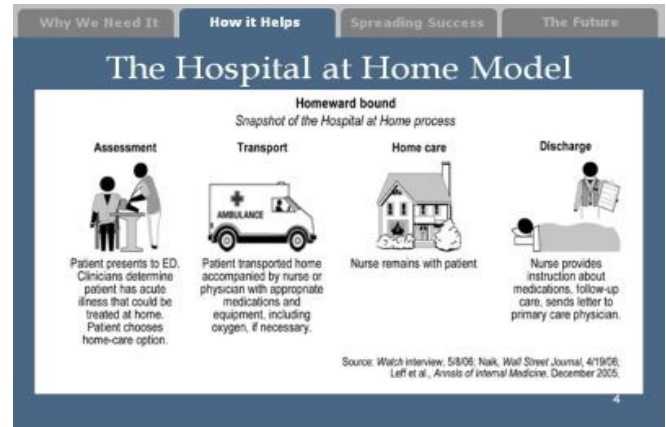 Why We Need It
How it Helps
Spreading Success
The Future
The Hospital at Home Model
Homeward bound
Snapshot of the Hospital at Home process
Assessment
Patient presents to ED.
Clinicians determine
patient has acute
illness that could be
treated at home.
Patient chooses
home-care option.
Transport
AMBULANCE
Patient transported home
accompanied by nurse or
physician with appropriate
medications and
equipment, including
oxygen, if necessary.
Home care
Nurse remains with patient
Discharge
Nurse provides
instruction about
medications, follow-up
care, sends letter to
primary care physician.
Source: Watch interview, 5/8/06; Naik, Wall Street Journal, 4/19/06;
Leff et al., Annals of Internal Medicine, December 2005.
4